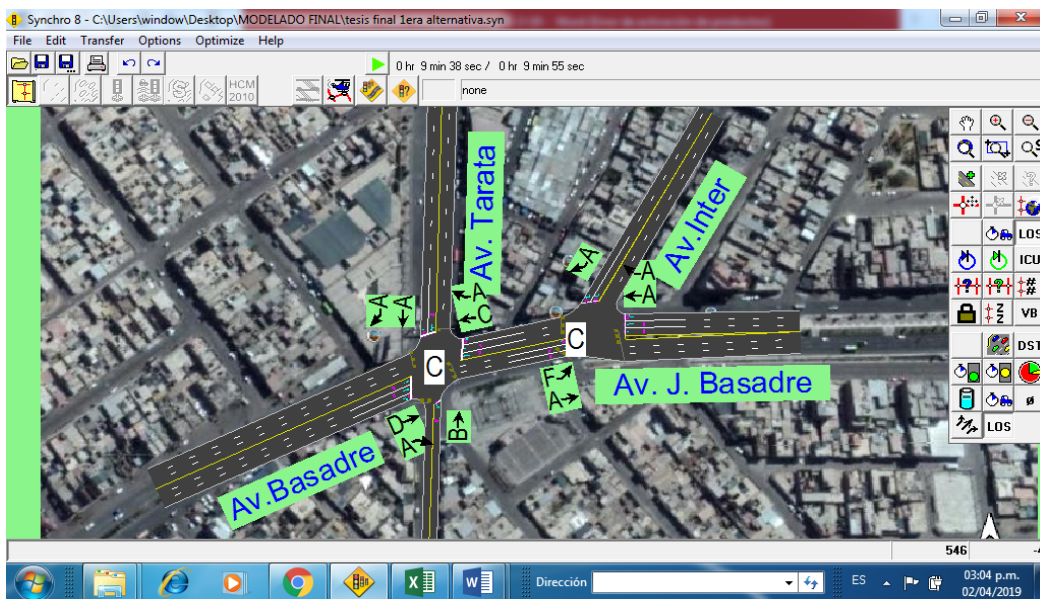 Synchro 8 - C:\Users\window\Desktop\MODELADO FINAL\tesis final 1era alternativa.syn
File Edit Transfer Options Optimize Help
0 hr 9 min 38 sec / 0 hr 9 min 55 sec
HCM
2010
none
Av. Tarata
Av.Inter
A
A
A
A
A
C
A
LOS
ICU
VB
DST
LOS
C
C
F
A
Av. J. Basadre
D
A
B
Av.Basadre
546
Dirección
ES
03:04 p.m.
02/04/2019